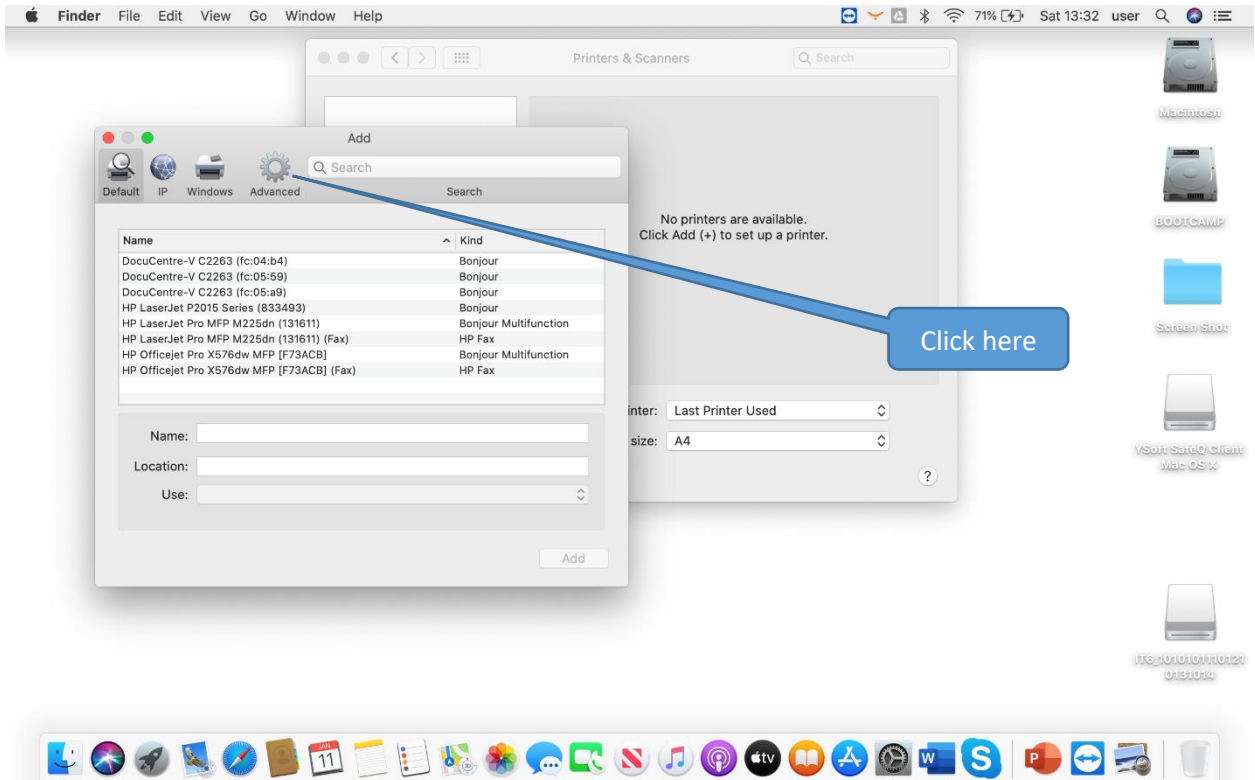 Finder File Edit View Go Window Help 71% Sat 13:32 user
Printers & Scanners Search
Macintosh
Add
Search
Default IP Windows Advanced Search
No printers are available.
Click Add (+) to set up a printer.
BOOTCAMP
Name Kind
DocuCentre-V C2263 (fc:04:b4) Bonjour
DocuCentre-V C2263 (fc:05:59) Bonjour
DocuCentre-V C2263 (fc:05:a9) Bonjour
HP LaserJet P2015 Series (833493) Bonjour
HP LaserJet Pro MFP M225dn (131611) Bonjour Multifunction
HP LaserJet Pro MFP M225dn (131611) (Fax) HP Fax
HP Officejet Pro X576dw MFP [F73ACB] Bonjour Multifunction
HP Officejet Pro X576dw MFP [F73ACB] (Fax) HP Fax
Click here
Screen Shot
inter: Last Printer Used
size: A4
?
Name:
Location:
Use:
Add
YSoft SafeQ Client
Mac OS X
JAN
11
tv
W
S
P